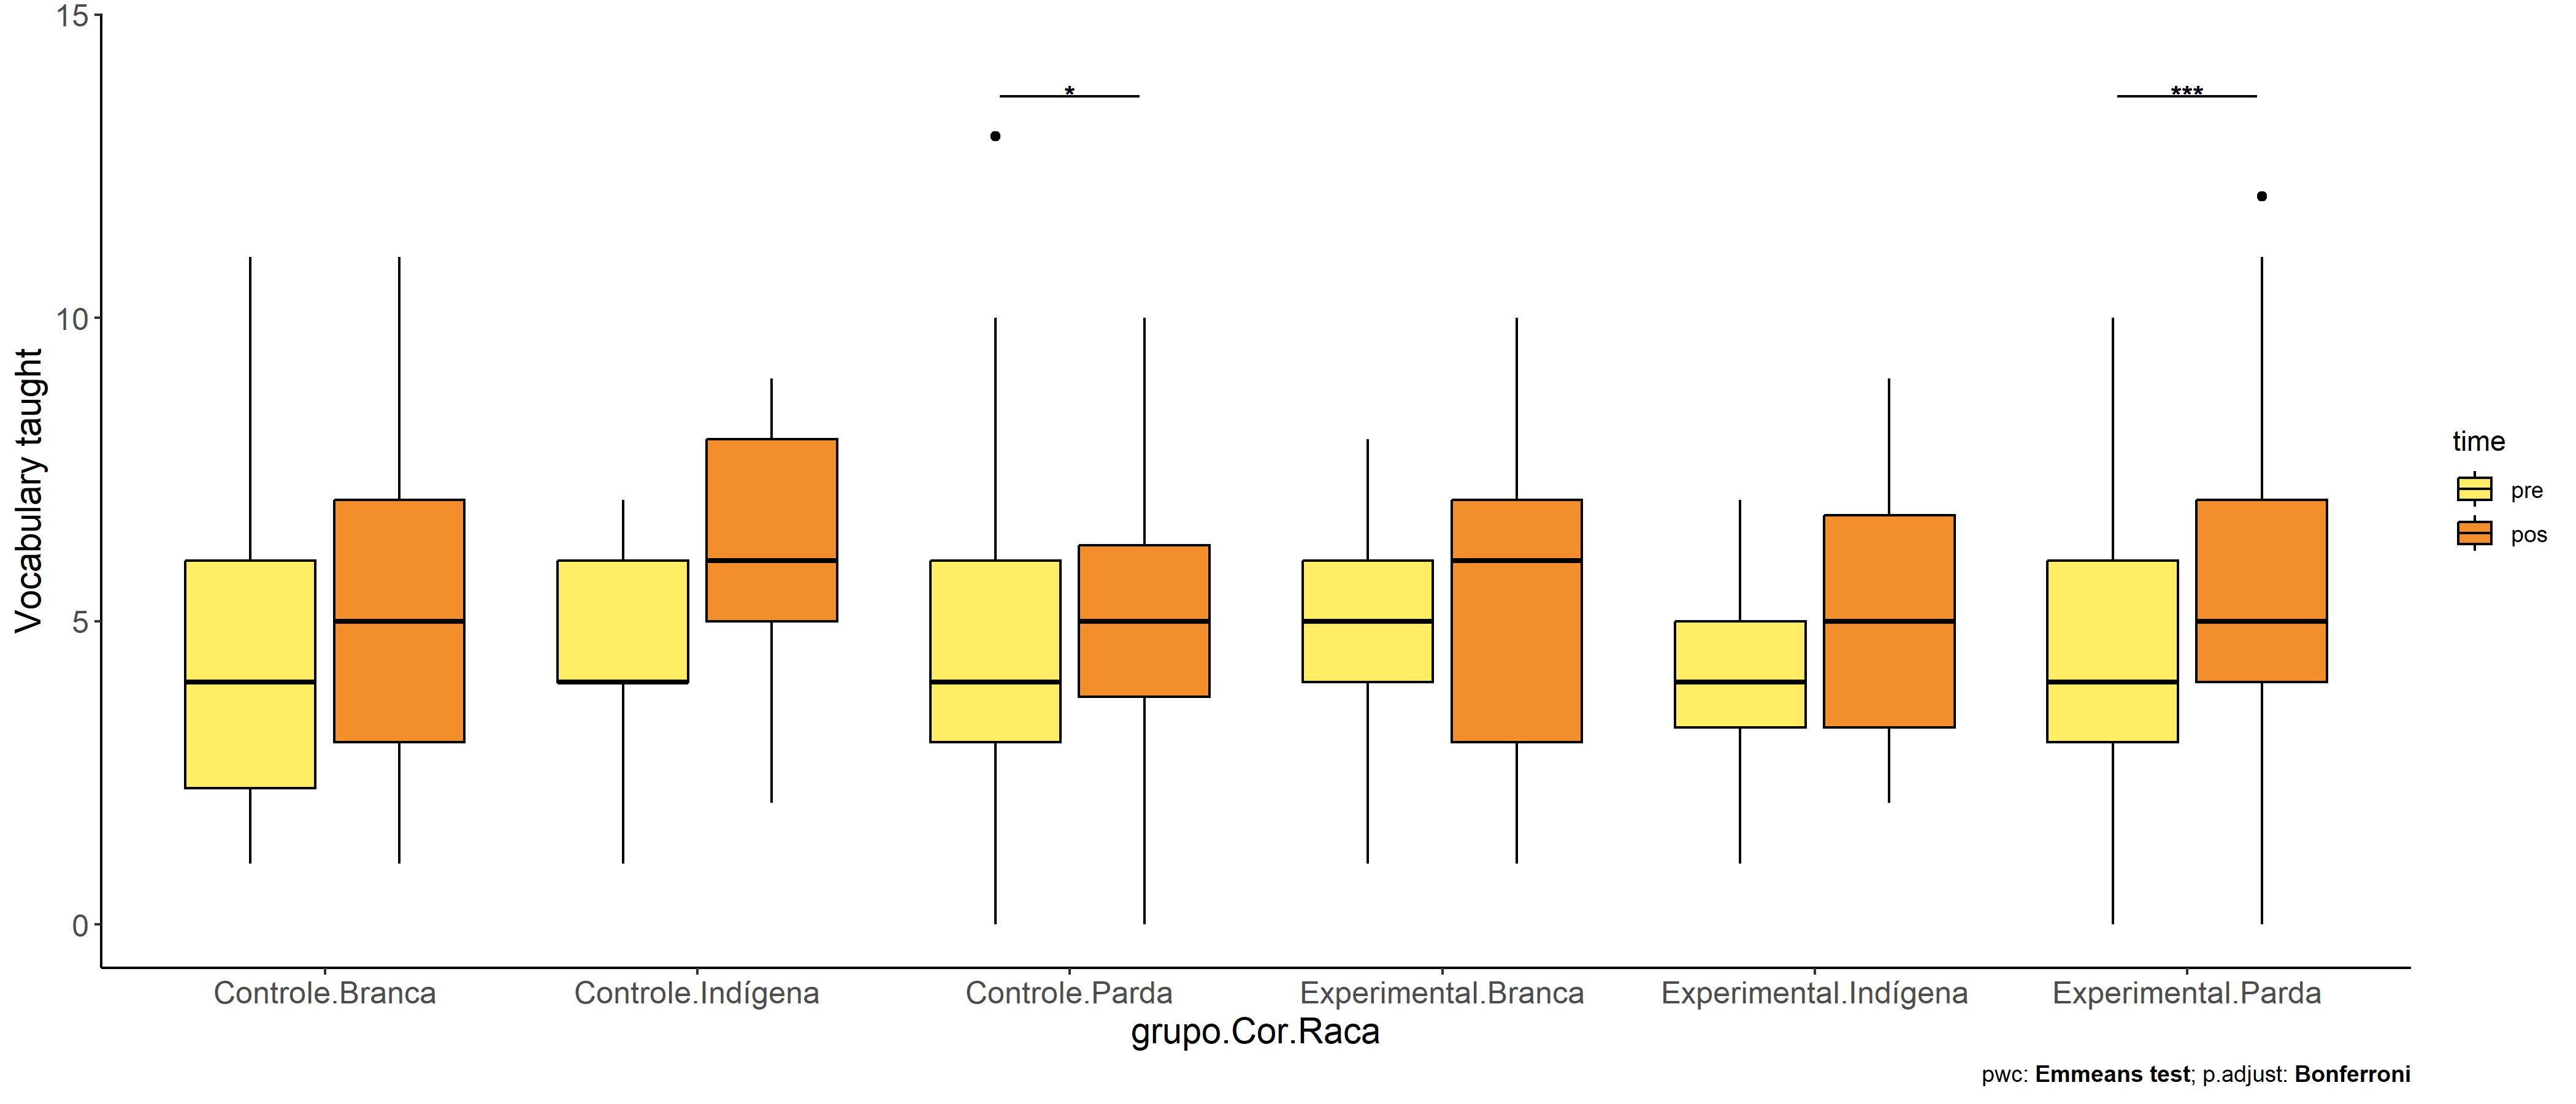 15
10
5
0
Vocabulary taught
*
***
Controle.Branca
Controle.Indígena
Controle.Parda
Experimental.Branca
Experimental.Indígena
Experimental.Parda
grupo.Cor.Raca
time
pre
pos
pwc: Emmeans test; p.adjust: Bonferroni